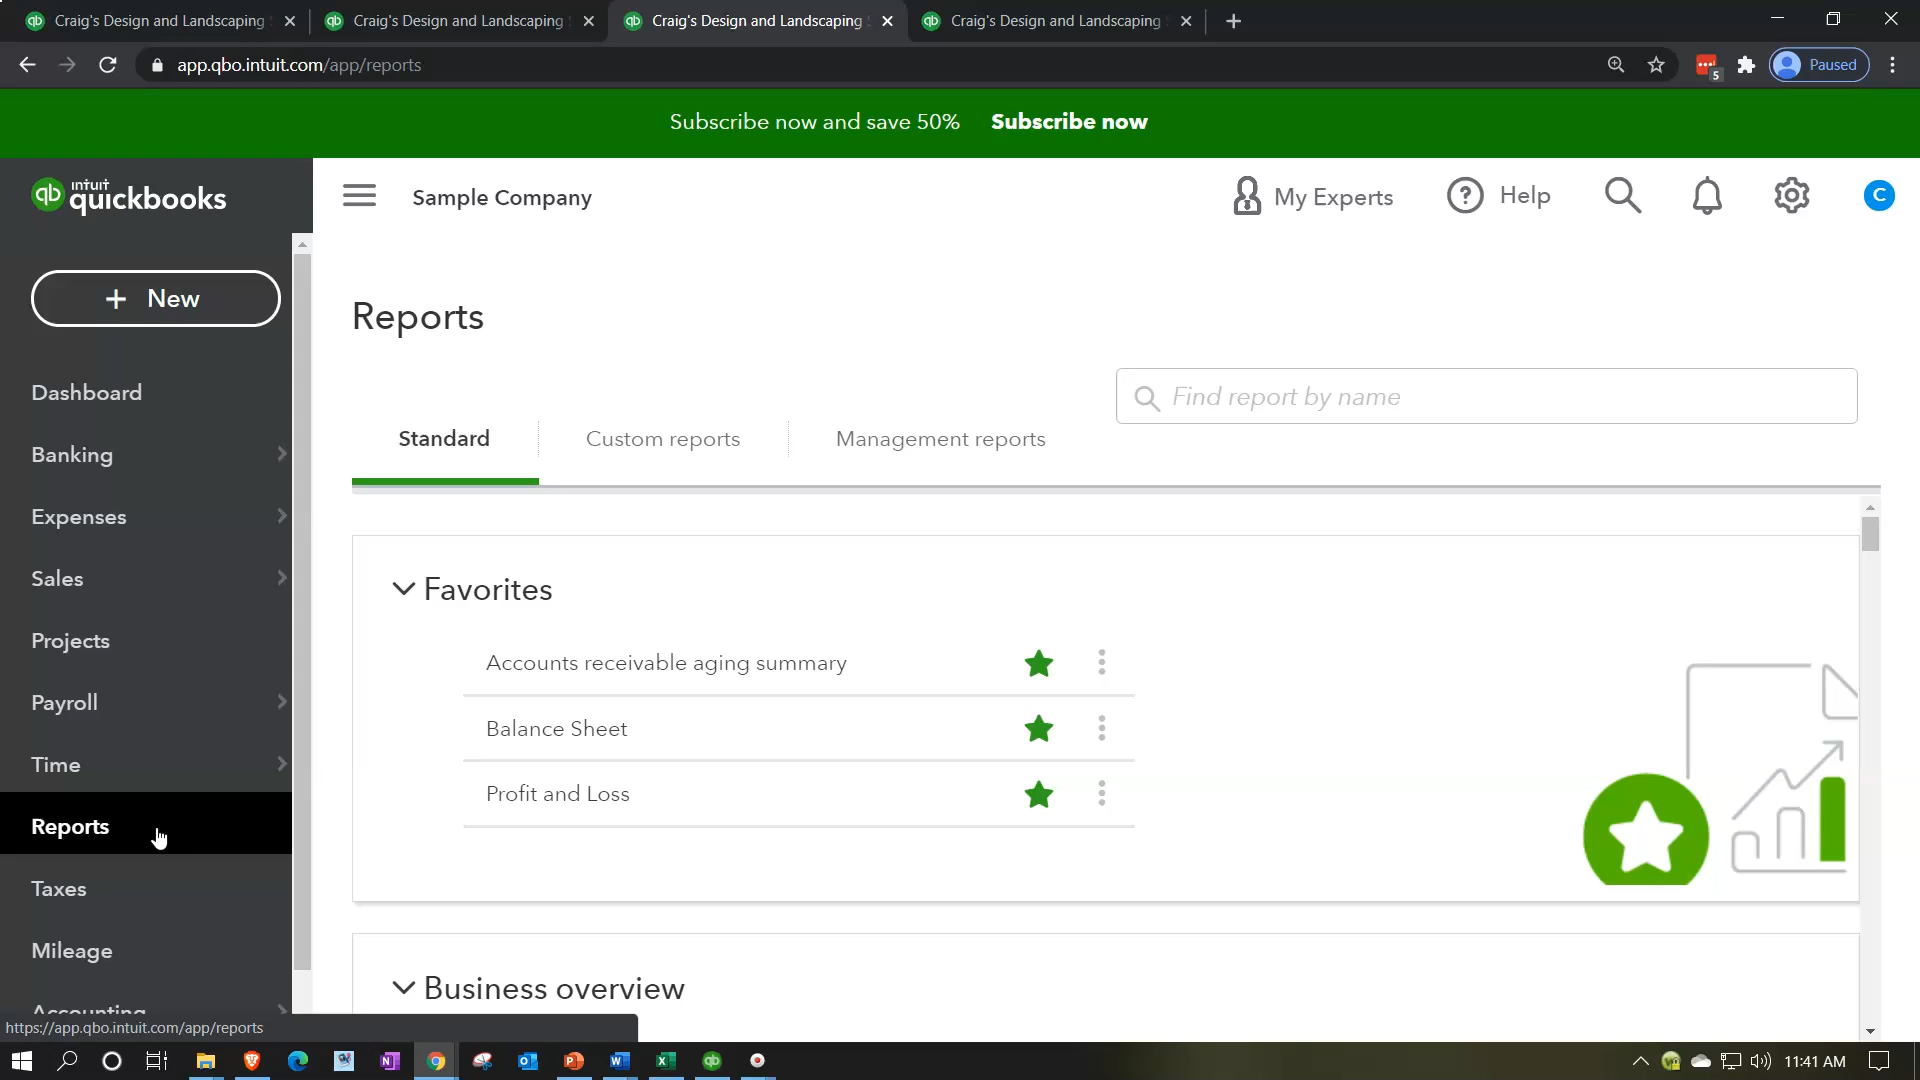 Craig's Design and Landscaping
Craig's Design and Landscaping
Craig's Design and Landscaping
Craig's Design and Landscaping
app.qbo.intuit.com/app/reports
5
Paused
Subscribe now and save 50% Subscribe now
qb intuit quickbooks
Sample Company
My Experts
Help
C
+ New
Dashboard
Banking
Expenses
Sales
Projects
Payroll
Time
Reports
Taxes
Mileage
Accounting
Reports
Find report by name
Standard
Custom reports
Management reports
Favorites
Accounts receivable aging summary
Balance Sheet
Profit and Loss
Business overview
https://app.qbo.intuit.com/app/reports
11:41 AM